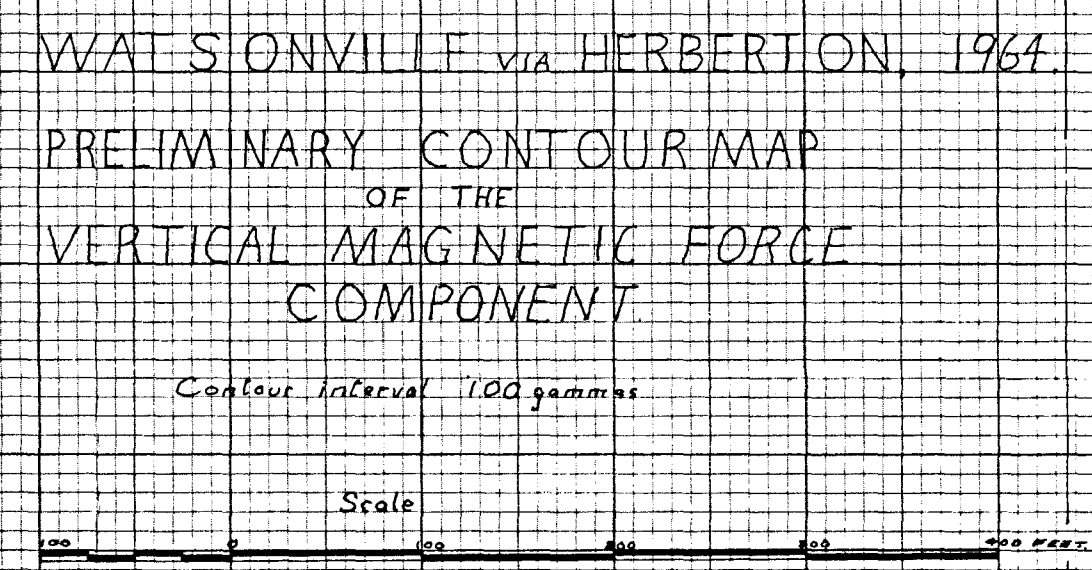 WATSONVILLE VIA HERBERTON, 1964.
PRELIMINARY CONTOUR MAP
OF THE
VERTICAL MAGNETIC FORCE
COMPONENT.
Contour interval 100 gammas
Scale
100 0 100 200 300 400 FEET.